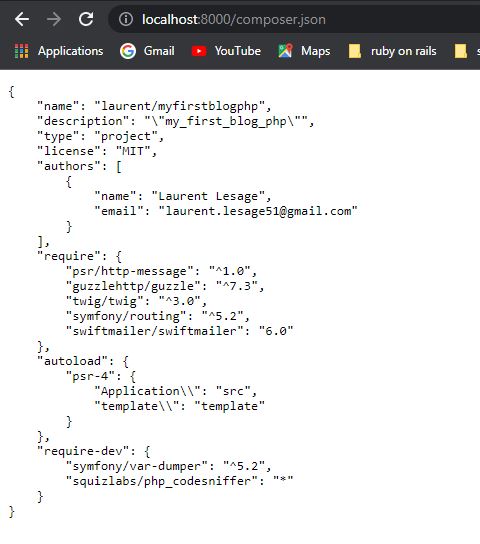 localhost:8000/composer.json
Applications Gmail YouTube Maps ruby on rails s
{
    "name": "laurent/myfirstblogphp",
    "description": "\"my_first_blog_php\"",
    "type": "project",
    "license": "MIT",
    "authors": [
        {
            "name": "Laurent Lesage",
            "email": "laurent.lesage51@gmail.com"
        }
    ],
    "require": {
        "psr/http-message": "^1.0",
        "guzzlehttp/guzzle": "^7.3",
        "twig/twig": "^3.0",
        "symfony/routing": "^5.2",
        "swiftmailer/swiftmailer": "6.0"
    },
    "autoload": {
        "psr-4": {
            "Application\\": "src",
            "template\\": "template"
        }
    },
    "require-dev": {
        "symfony/var-dumper": "^5.2",
        "squizlabs/php_codesniffer": "*"
    }
}